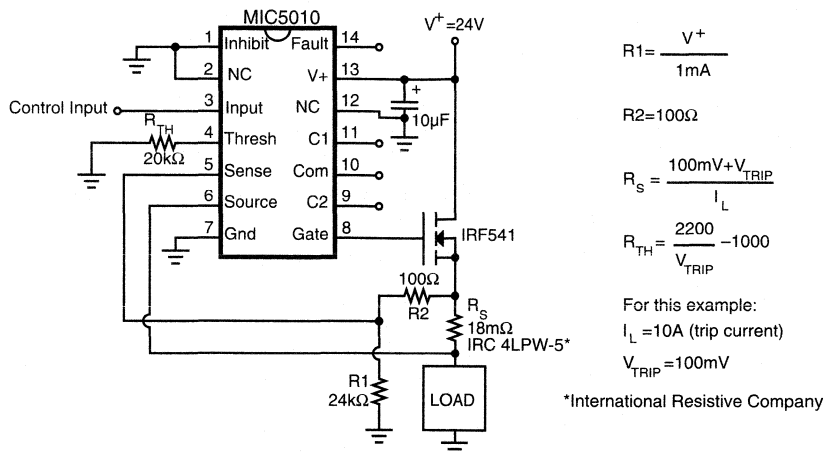 MIC5010
V+=24V
1 Inhibit Fault 14
2 NC V+ 13
Control Input 3 Input NC 12
+
10µF
RTH
20kΩ
4 Thresh C1 11
5 Sense Com 10
6 Source C2 9
7 Gnd Gate 8
IRF541
100Ω
R2
RS
18mΩ
IRC 4LPW-5*
R1
24kΩ
LOAD
R1= V+ / 1mA
R2=100Ω
RS = 100mV+VTRIP / IL
RTH = 2200 / VTRIP −1000
For this example:
IL =10A (trip current)
VTRIP =100mV
*International Resistive Company